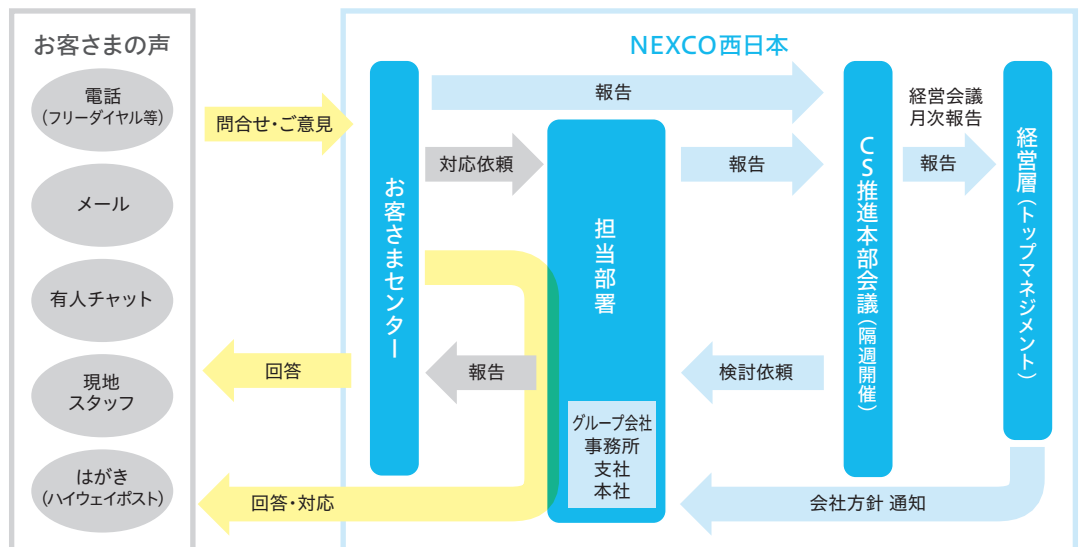 お客さまの声
電話
(フリーダイヤル等)
メール
有人チャット
現地
スタッフ
はがき
(ハイウェイポスト)
問合せ・ご意見
回答
回答・対応
NEXCO西日本
お客さまセンター
報告
対応依頼
報告
担当部署
グループ会社
事務所
支社
本社
報告
検討依頼
CS推進本部会議(隔週開催)
経営会議
月次報告
報告
経営層(トップマネジメント)
会社方針 通知